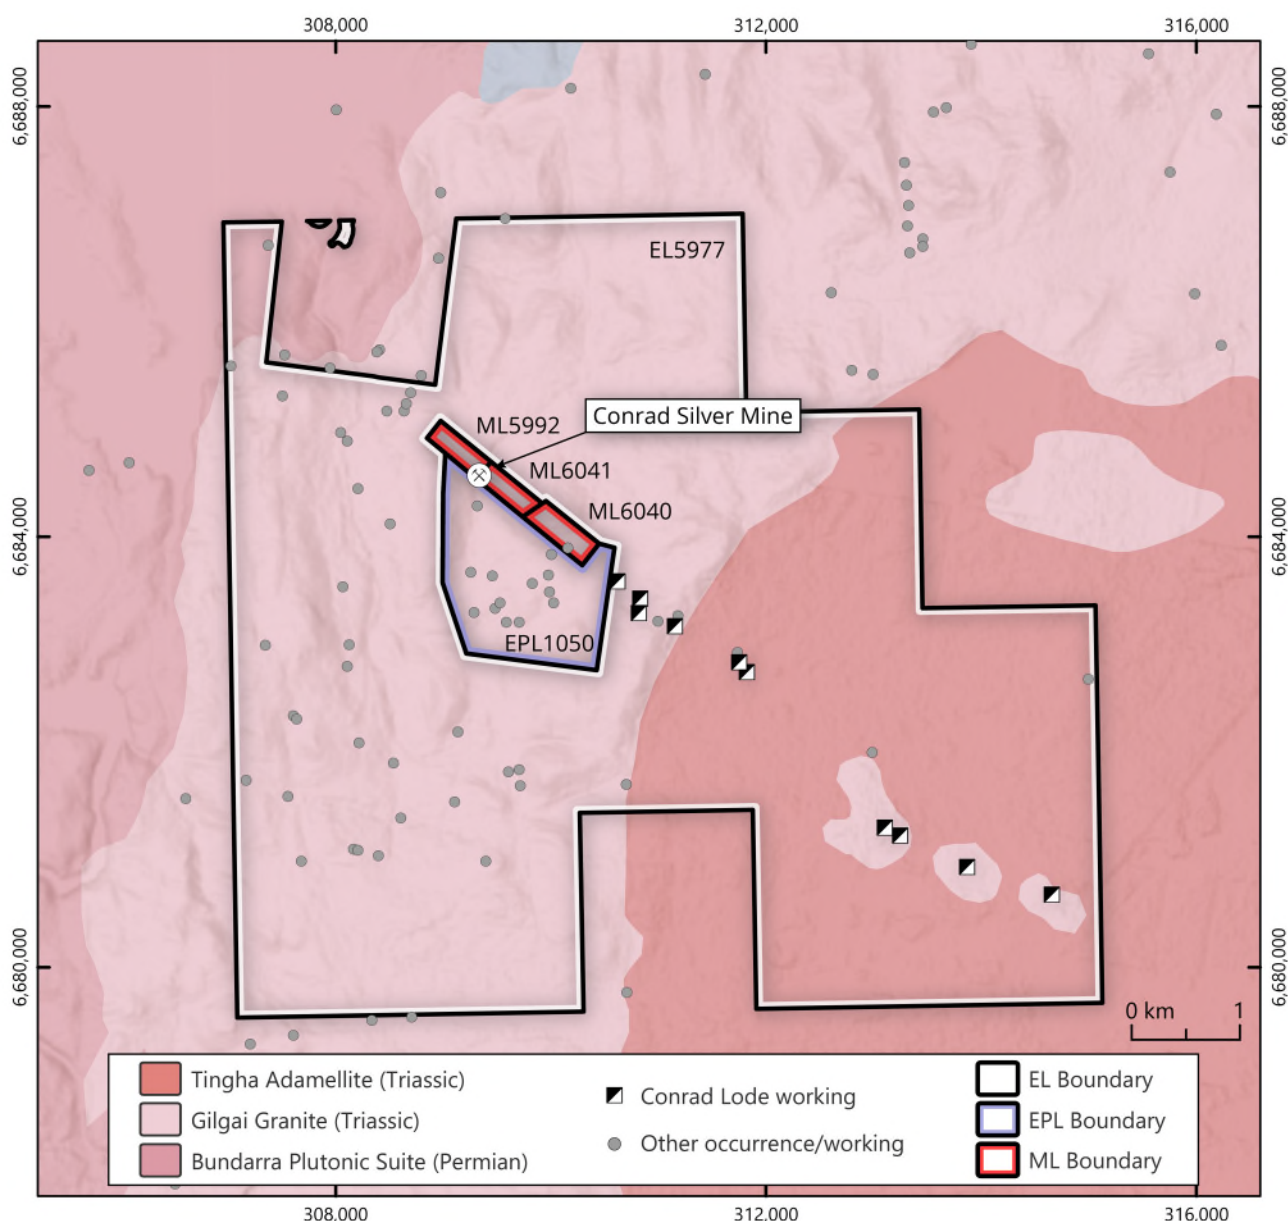 308,000
312,000
316,000
6,688,000
6,688,000
EL5977
Conrad Silver Mine
ML5992
ML6041
ML6040
6,684,000
6,684,000
EPL1050
6,680,000
6,680,000
0 km 1
Tingha Adamellite (Triassic)
Gilgai Granite (Triassic)
Bundarra Plutonic Suite (Permian)
Conrad Lode working
Other occurrence/working
EL Boundary
EPL Boundary
ML Boundary
308,000
312,000
316,000